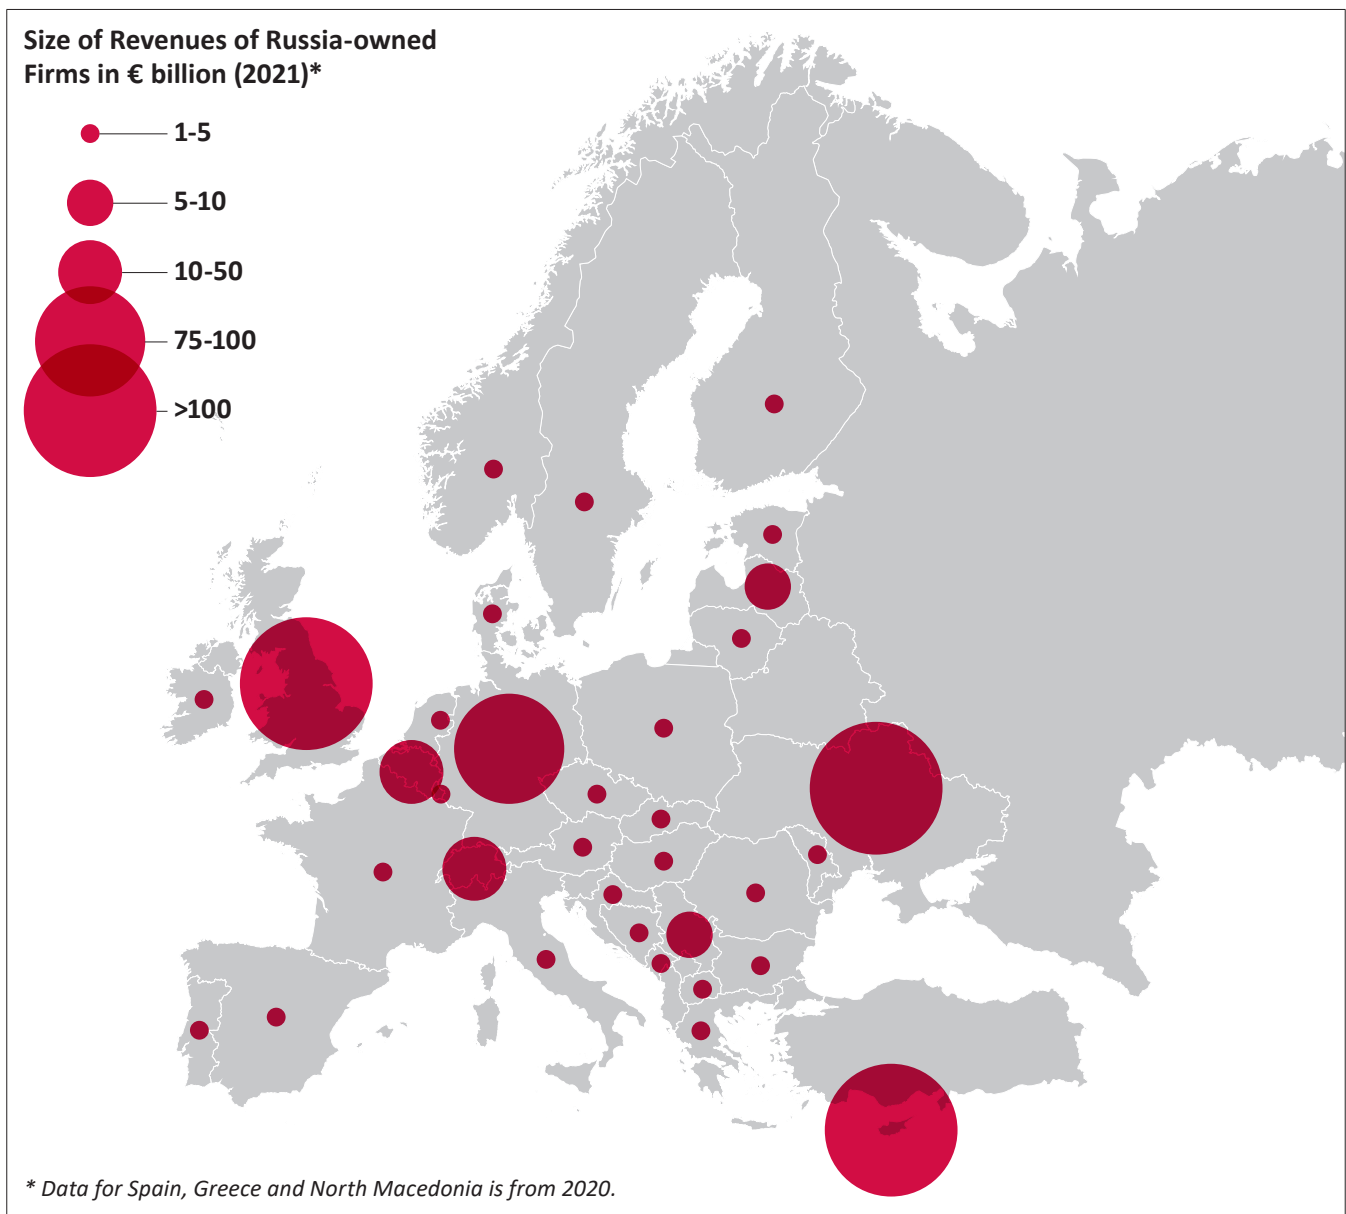 Size of Revenues of Russia-owned
Firms in € billion (2021)*
1-5
5-10
10-50
75-100
>100
* Data for Spain, Greece and North Macedonia is from 2020.